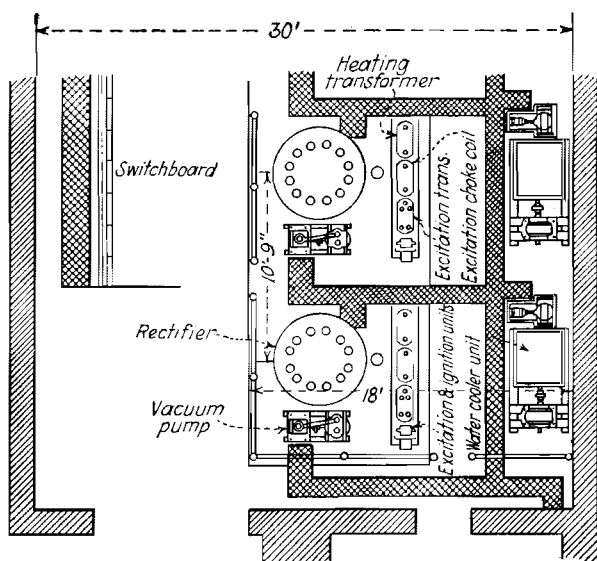 30'
Heating
transformer
Switchboard
Excitation trans.
Excitation choke coil
10'-9"
Rectifier
18'
Vacuum
pump
Excitation & ignition units
Water cooler unit